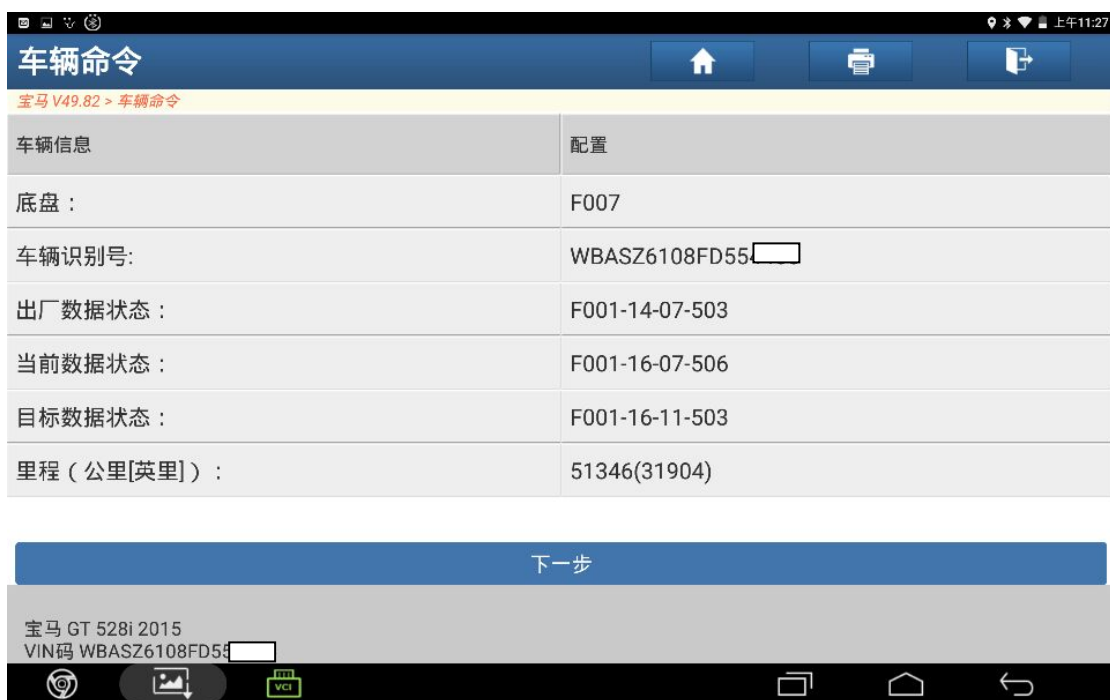 上午11:27
车辆命令
宝马 V49.82 > 车辆命令
车辆信息 配置
底盘： F007
车辆识别号: WBASZ6108FD55
出厂数据状态： F001-14-07-503
当前数据状态： F001-16-07-506
目标数据状态： F001-16-11-503
里程（公里[英里]）： 51346(31904)
下一步
宝马 GT 528i 2015
VIN码 WBASZ6108FD55
VCI